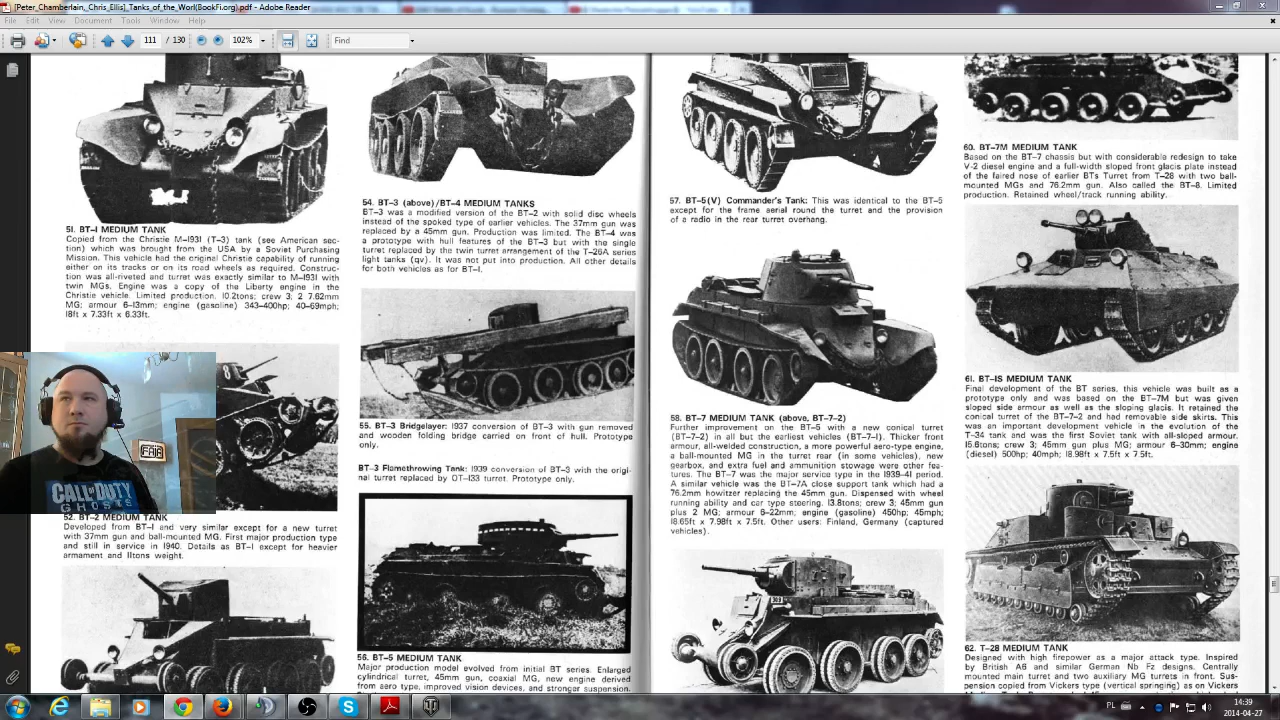 [Peter_Chamberlain,_Chris_Ellis]_Tanks_of_the_Worl(BookFi.org).pdf - Adobe Reader
File Edit View Document Tools Window Help
111 / 130 102% Find
51. BT-I MEDIUM TANK
Copied from the Christie M-I93I (T-3) tank (see American sec-
tion) which was brought from the USA by a Soviet Purchasing
Mission. This vehicle had the original Christie capability of running
either on its tracks or on its road wheels as required. Construc-
tion was all-riveted and turret was exactly similar to M-I93I with
twin MGs. Engine was a copy of the Liberty engine in the
Christie vehicle. Limited production. I0.2tons; crew 3; 2 7.62mm
MG; armour 6-I3mm; engine (gasoline) 343-400hp; 40-69mph;
I8ft x 7.33ft x 6.33ft.
8
FAIB
CALL OF DUTY
GHOSTS
52. BT-2 MEDIUM TANK
Developed from BT-I and very similar except for a new turret
with 37mm gun and ball-mounted MG. First major production type
and still in service in I940. Details as BT-I except for heavier
armament and IItons weight.
54. BT-3 (above)/BT-4 MEDIUM TANKS
BT-3 was a modified version of the BT-2 with solid disc wheels
instead of the spoked type of earlier vehicles. The 37mm gun was
replaced by a 45mm gun. Production was limited. The BT-4 was
a prototype with hull features of the BT-3 but with the single
turret replaced by the twin turret arrangement of the T-26A series
light tanks (qv). It was not put into production. All other details
for both vehicles as for BT-I.
55. BT-3 Bridgelayer: I937 conversion of BT-3 with gun removed
and wooden folding bridge carried on front of hull. Prototype
only.
BT-3 Flamethrowing Tank: I939 conversion of BT-3 with the origi-
nal turret replaced by OT-I33 turret. Prototype only.
56. BT-5 MEDIUM TANK
Major production model evolved from initial BT series. Enlarged
cylindrical turret, 45mm gun, coaxial MG, new engine derived
from aero type, improved vision devices, and stronger suspension.
57. BT-5(V) Commander's Tank: This was identical to the BT-5
except for the frame aerial round the turret and the provision
of a radio in the rear turret overhang.
58. BT-7 MEDIUM TANK (above, BT-7-2)
Further improvement on the BT-5 with a new conical turret
(BT-7-2) in all but the earliest vehicles (BT-7-I). Thicker front
armour, all-welded construction, a more powerful aero-type engine,
a ball-mounted MG in the turret rear (in some vehicles), new
gearbox, and extra fuel and ammunition stowage were other fea-
tures. The BT-7 was the major service type in the I939-4I period.
A similar vehicle was the BT-7A close support tank which had a
76.2mm howitzer replacing the 45mm gun. Dispensed with wheel
running ability and car type steering. I3.8tons; crew 3; 45mm gun
plus 2 MG; armour 6-22mm; engine (gasoline) 450hp; 45mph;
I8.65ft x 7.98ft x 7.5ft. Other users: Finland, Germany (captured
vehicles).
60. BT-7M MEDIUM TANK
Based on the BT-7 chassis but with considerable redesign to take
V-2 diesel engine and a full-width sloped front glacis plate instead
of the faired nose of earlier BTs Turret from T-28 with two ball-
mounted MGs and 76.2mm gun. Also called the BT-8. Limited
production. Retained wheel/track running ability.
6I. BT-IS MEDIUM TANK
Final development of the BT series, this vehicle was built as a
prototype only and was based on the BT-7M but was given
sloped side armour as well as the sloping glacis. It retained the
conical turret of the BT-7-2 and had removable side skirts. This
was an important development vehicle in the evolution of the
T-34 tank and was the first Soviet tank with all-sloped armour.
I5.6tons; crew 3; 45mm gun plus MG; armour 6-30mm; engine
(diesel) 500hp; 40mph; I8.98ft x 7.5ft x 7.5ft.
62. T-28 MEDIUM TANK
Designed with high firepower as a major attack type. Inspired
by British A6 and similar German Nb Fz designs. Centrally
mounted main turret and two auxiliary MG turrets in front. Sus-
pension copied from Vickers type (vertical springing) as on Vickers
PL
14:39
2014-04-27